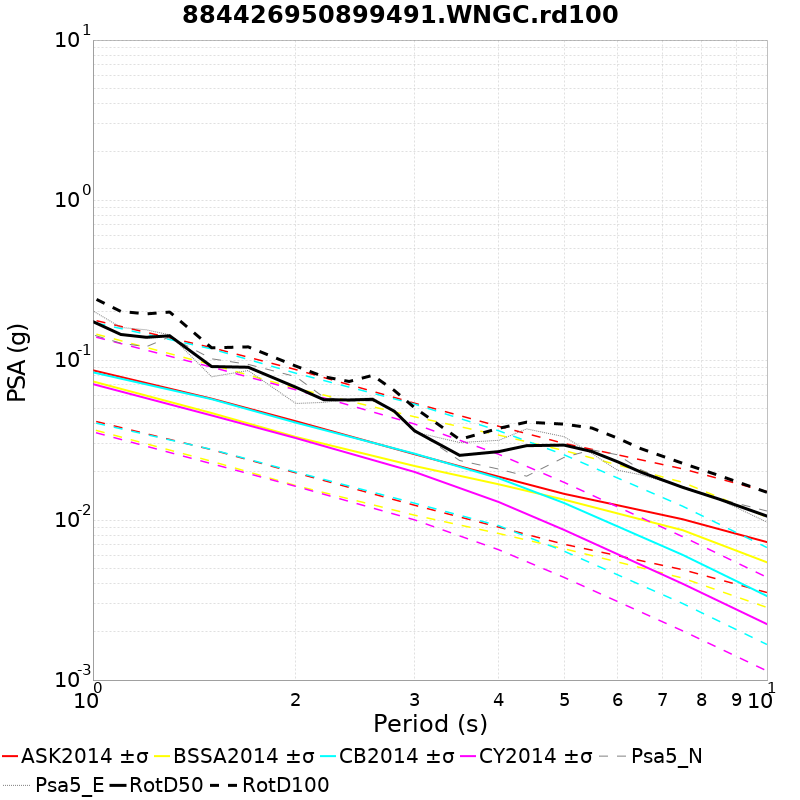 884426950899491.WNGC.rd100
10^1
10^0
10^-1
10^-2
10^-3
PSA (g)
10^0 2 3 4 5 6 7 8 9 10^1
Period (s)
ASK2014 ±σ BSSA2014 ±σ CB2014 ±σ CY2014 ±σ Psa5_N
Psa5_E RotD50 RotD100